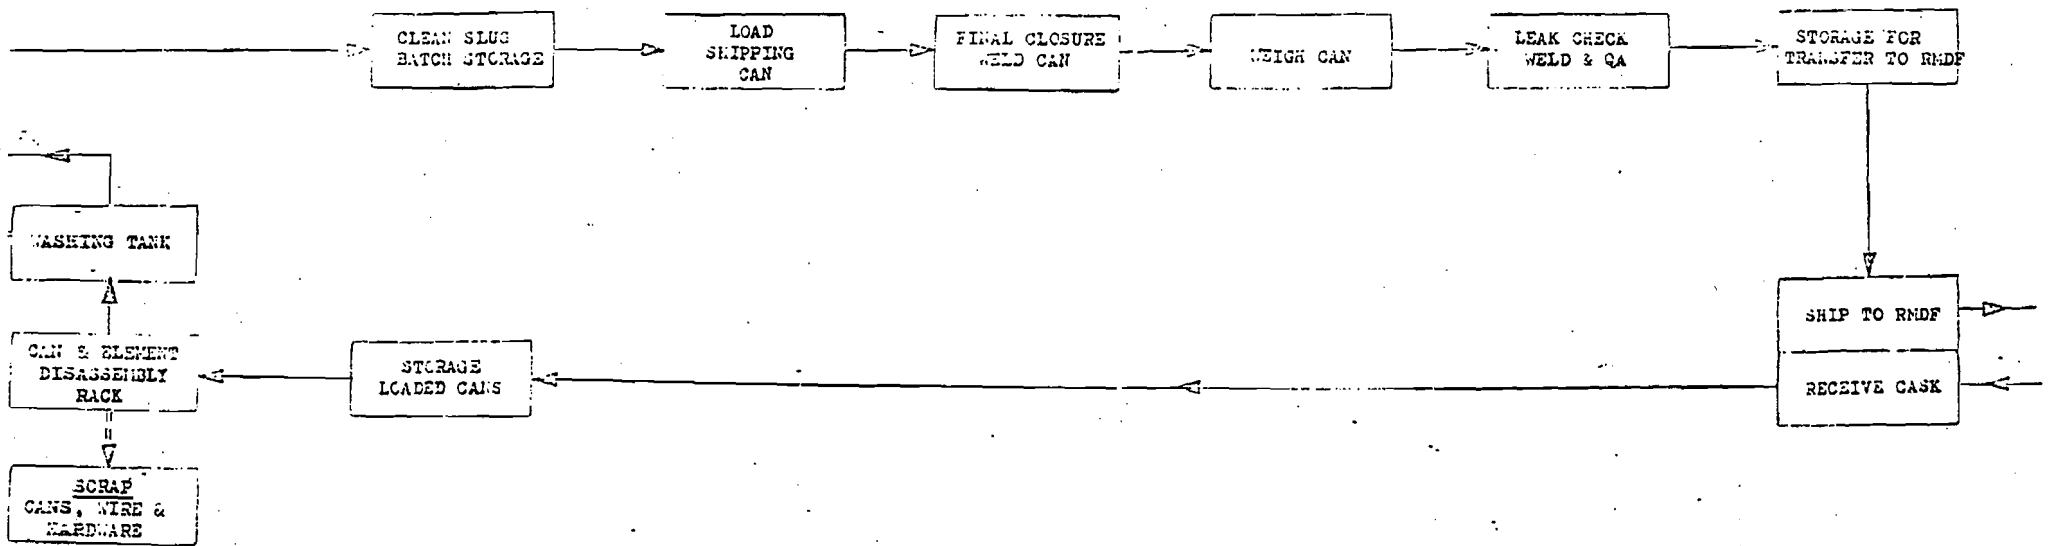 CLEAN SLUG
BATCH STORAGE
LOAD
SHIPPING
CAN
FINAL CLOSURE
WELD CAN
WEIGH CAN
LEAK CHECK
WELD & QA
STORAGE FOR
TRANSFER TO RMDF
WASHING TANK
SHIP TO RMDF
CAN & ELEMENT
DISASSEMBLY
RACK
STORAGE
LOADED CANS
RECEIVE CASK
SCRAP
CANS, WIRE &
HARDWARE